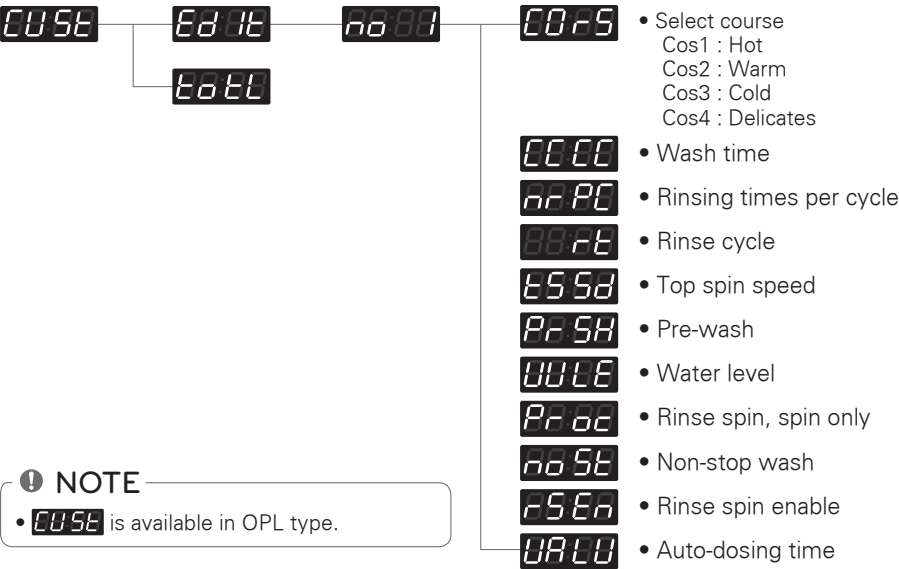 CUSt Ed It no 1 COrS • Select course
Cos1 : Hot
Cos2 : Warm
Cos3 : Cold
Cos4 : Delicates
totL
CCCC • Wash time
nrPC • Rinsing times per cycle
rt • Rinse cycle
tSSd • Top spin speed
PrSH • Pre-wash
UULE • Water level
Proc • Rinse spin, spin only
noSt • Non-stop wash
rSEn • Rinse spin enable
UALU • Auto-dosing time
NOTE
• CUSt is available in OPL type.